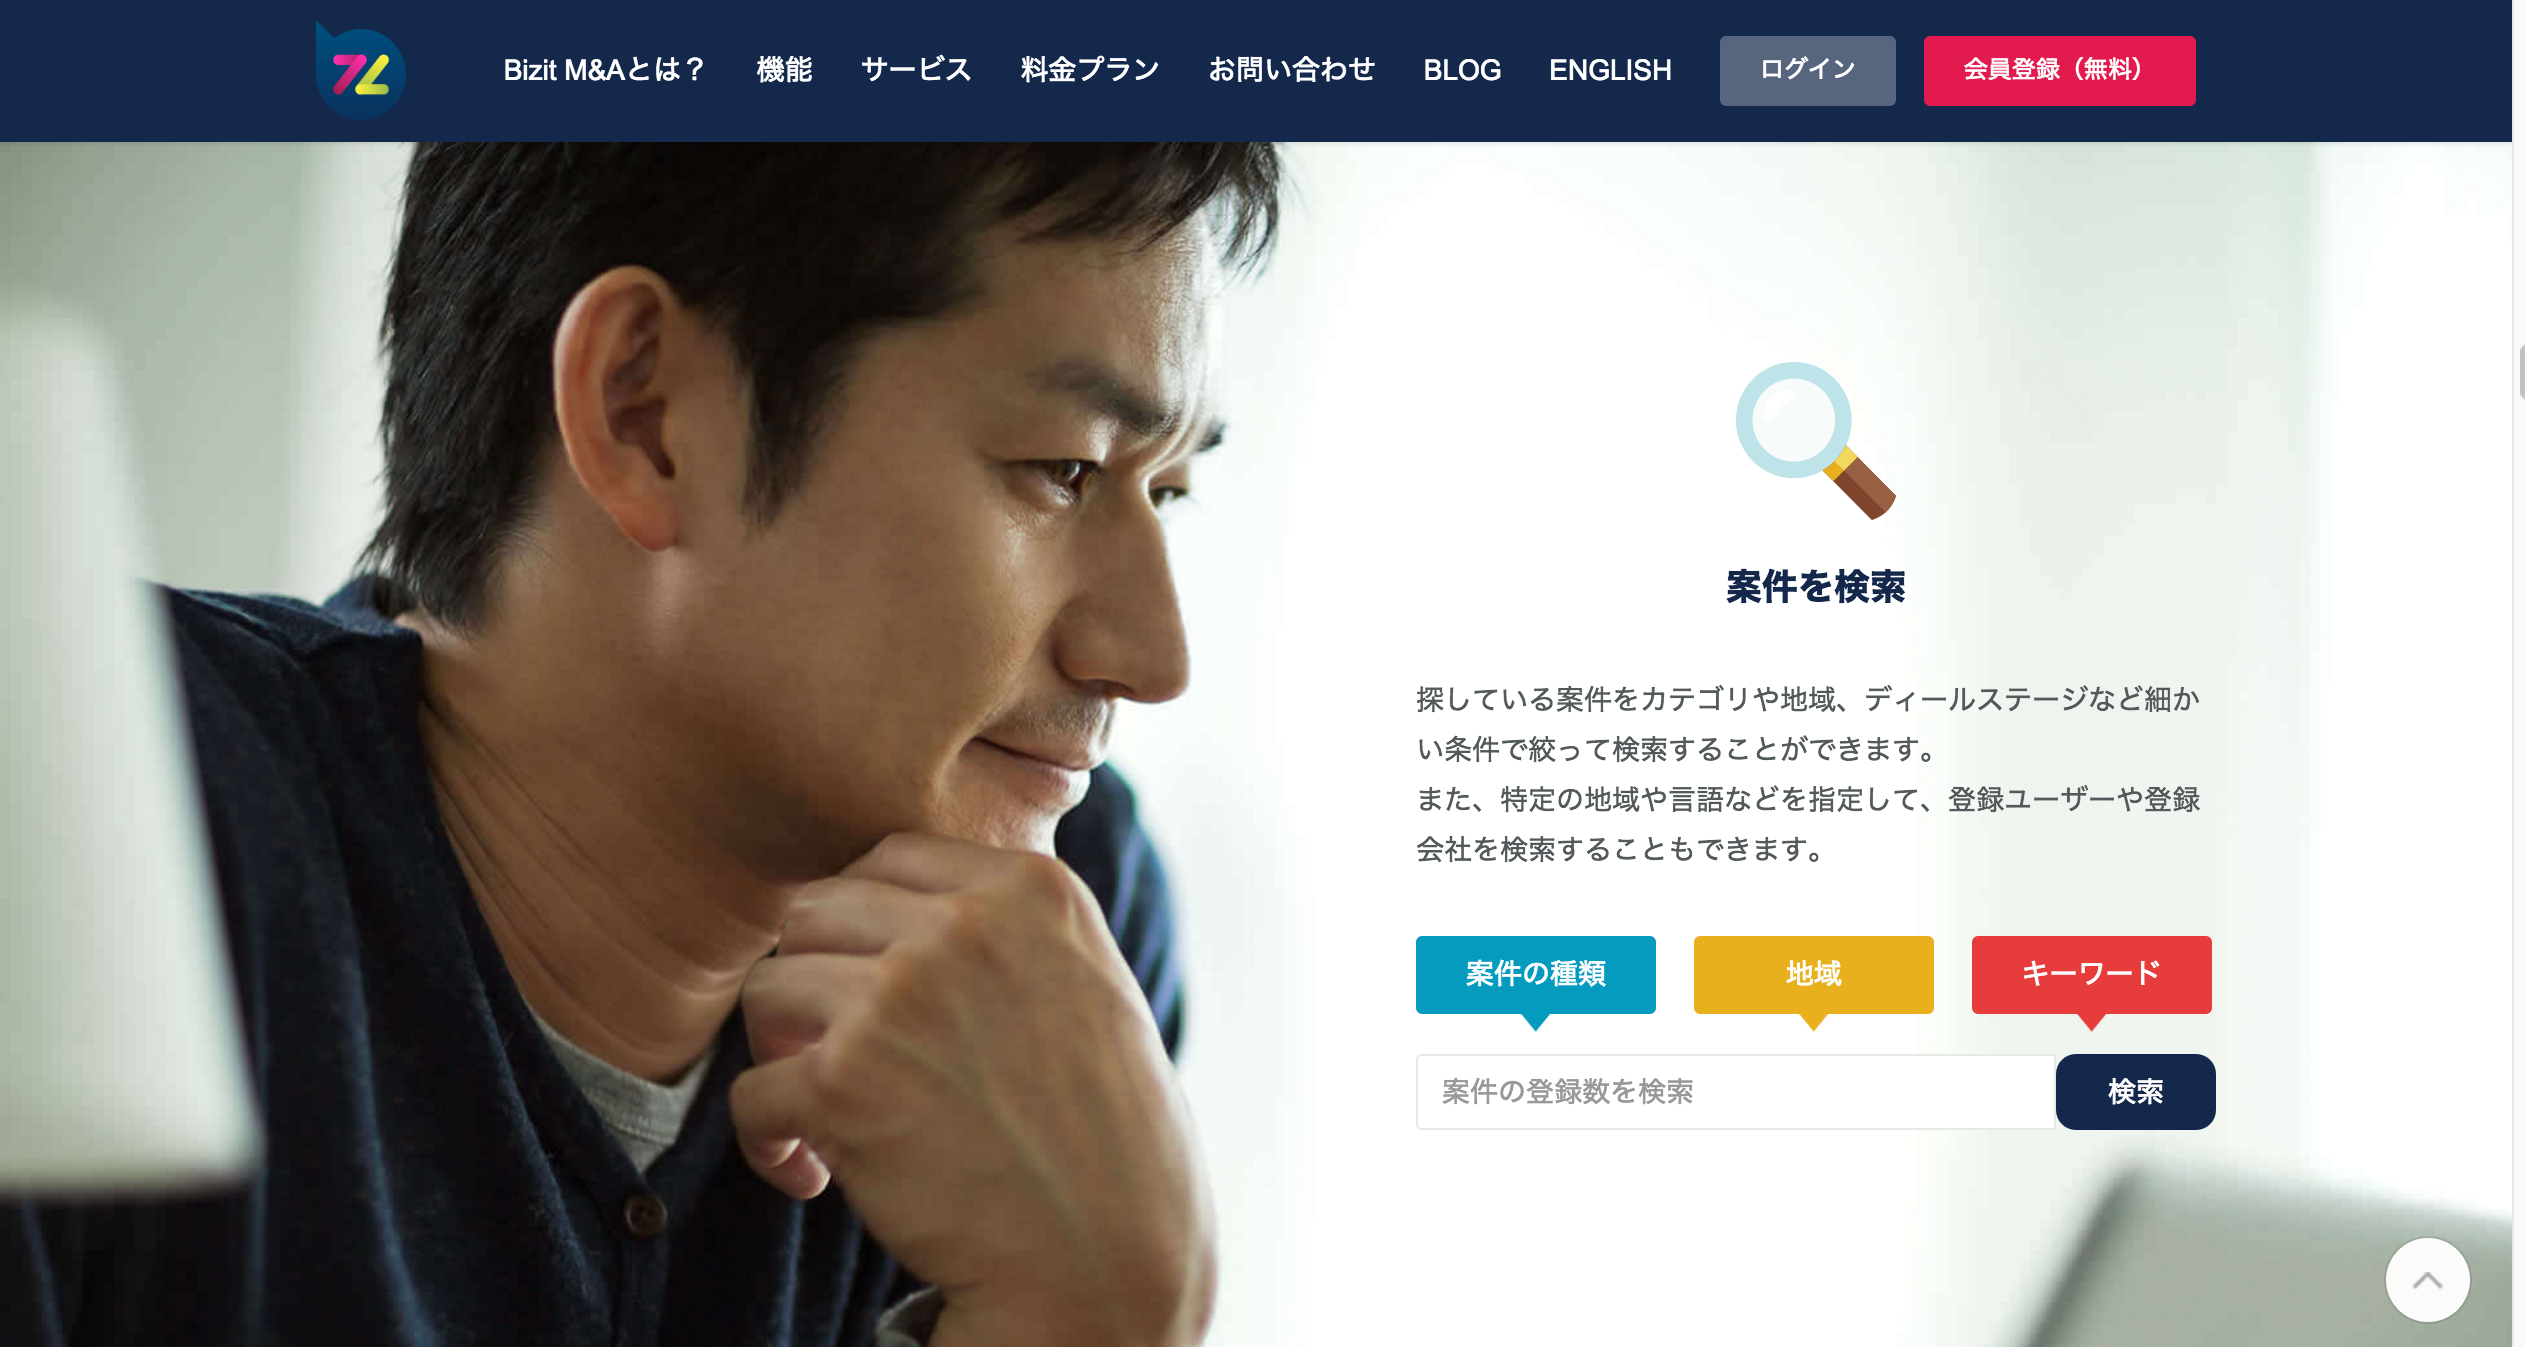 Bizit M&Aとは？
機能
サービス
料金プラン
お問い合わせ
BLOG
ENGLISH
ログイン
会員登録（無料）
案件を検索
探している案件をカテゴリや地域、ディールステージなど細か
い条件で絞って検索することができます。
また、特定の地域や言語などを指定して、登録ユーザーや登録
会社を検索することもできます。
案件の種類
地域
キーワード
案件の登録数を検索
検索